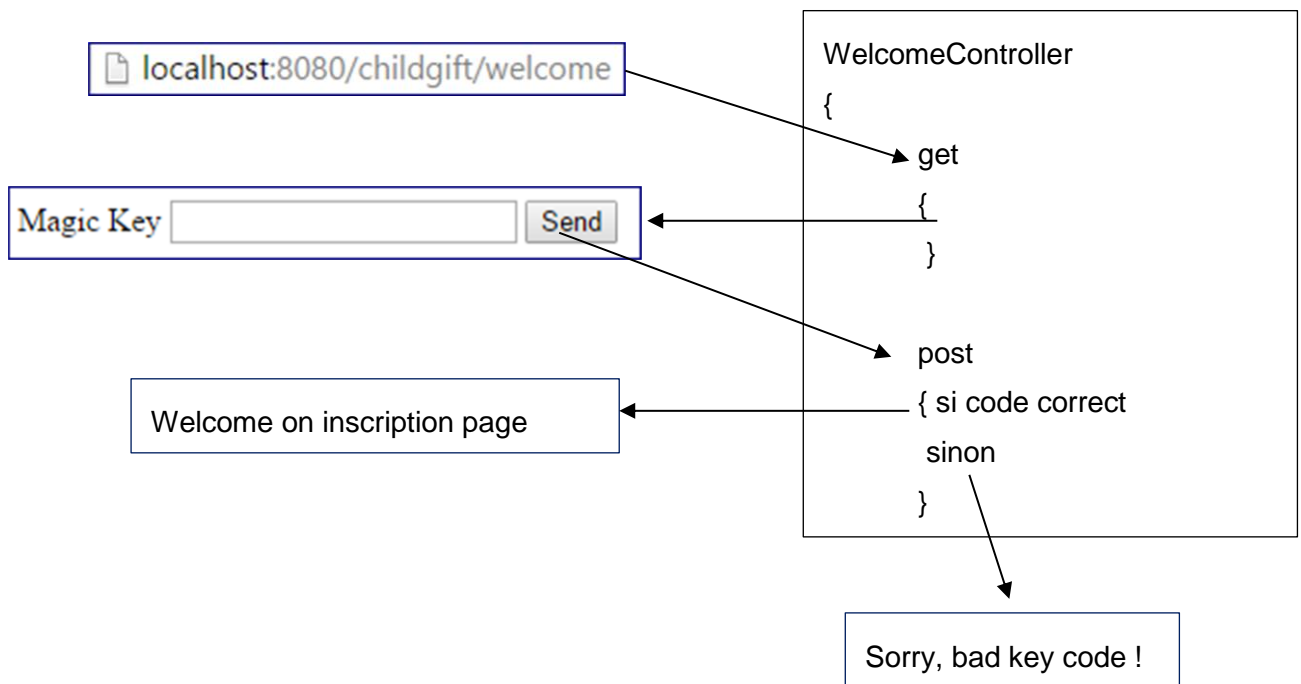 localhost:8080/childgift/welcome
Magic Key
Send
Welcome on inscription page
WelcomeController
{
get
{
}
post
{ si code correct
sinon
}
Sorry, bad key code !